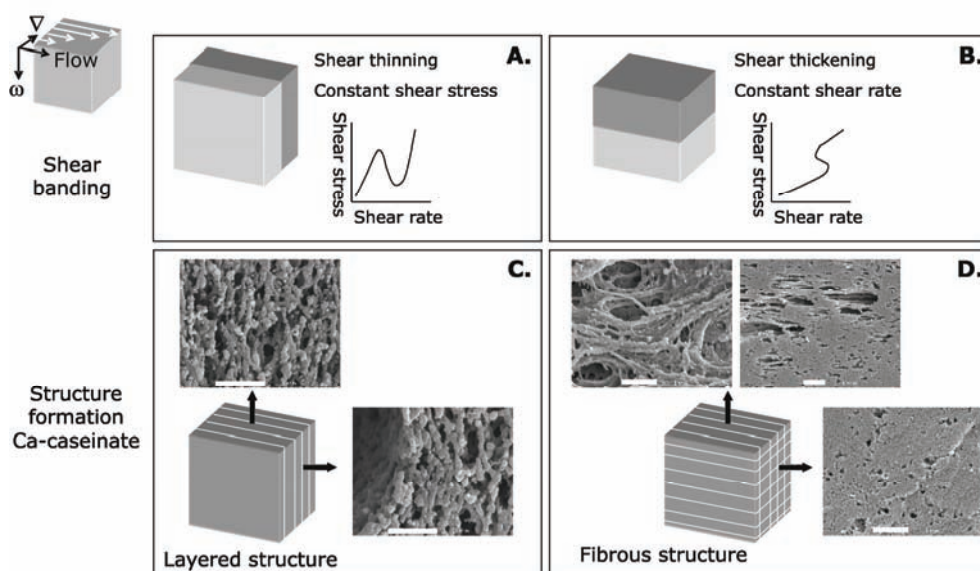 ∇
Flow
ω
Shear
banding
A.
Shear thinning
Constant shear stress
Shear stress
Shear rate
B.
Shear thickening
Constant shear rate
Shear stress
Shear rate
Structure
formation
Ca-caseinate
C.
Layered structure
D.
Fibrous structure